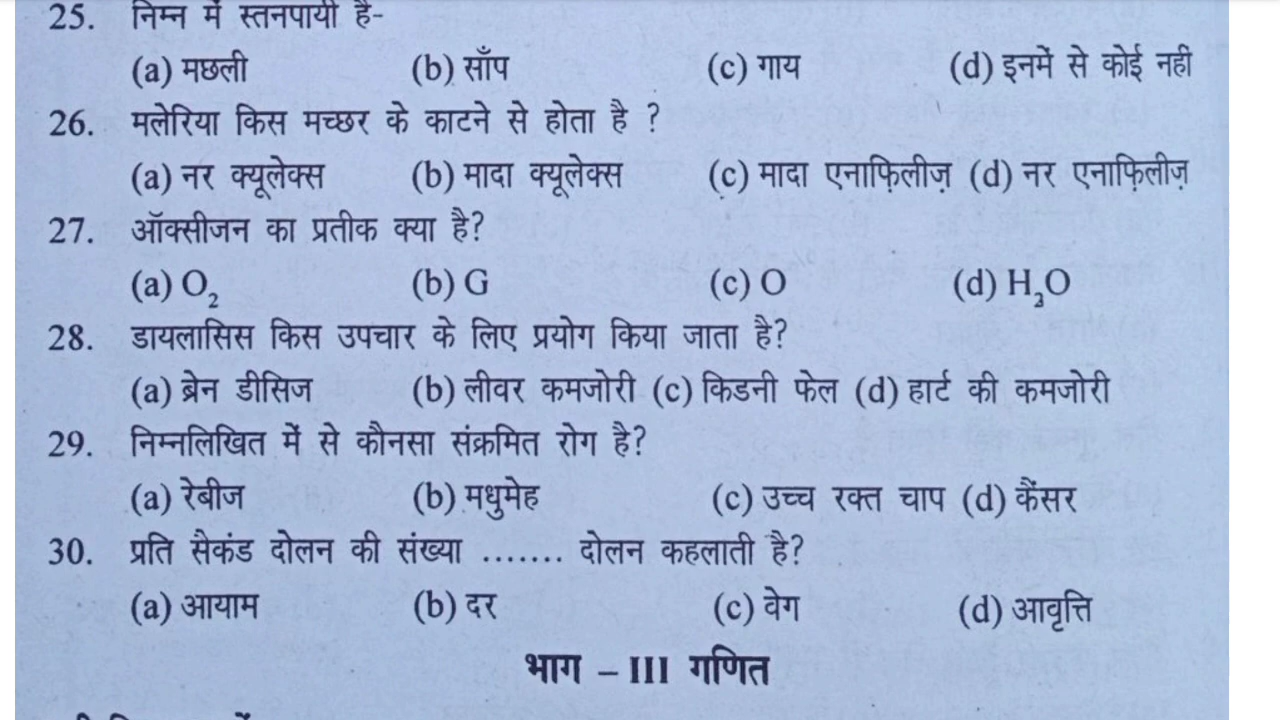 25. निम्न में स्तनपायी है-
(a) मछली (b) साँप (c) गाय (d) इनमें से कोई नही
26. मलेरिया किस मच्छर के काटने से होता है ?
(a) नर क्यूलेक्स (b) मादा क्यूलेक्स (c) मादा एनाफ़िलीज़ (d) नर एनाफ़िलीज़
27. ऑक्सीजन का प्रतीक क्या है?
(a) O₂ (b) G (c) O (d) H₂O
28. डायलासिस किस उपचार के लिए प्रयोग किया जाता है?
(a) ब्रेन डीसिज (b) लीवर कमजोरी (c) किडनी फेल (d) हार्ट की कमजोरी
29. निम्नलिखित में से कौनसा संक्रमित रोग है?
(a) रेबीज (b) मधुमेह (c) उच्च रक्त चाप (d) कैंसर
30. प्रति सैकंड दोलन की संख्या ....... दोलन कहलाती है?
(a) आयाम (b) दर (c) वेग (d) आवृत्ति
भाग – III गणित